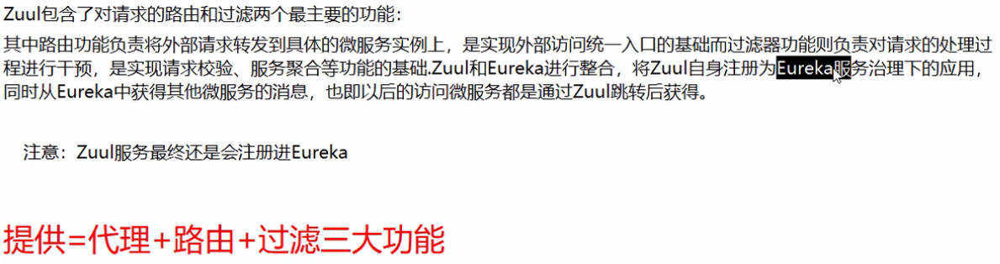 Zuul包含了对请求的路由和过滤两个最主要的功能：
其中路由功能负责将外部请求转发到具体的微服务实例上，是实现外部访问统一入口的基础而过滤器功能则负责对请求的处理过
程进行干预，是实现请求校验、服务聚合等功能的基础.Zuul和Eureka进行整合，将Zuul自身注册为Eureka服务治理下的应用，
同时从Eureka中获得其他微服务的消息，也即以后的访问微服务都是通过Zuul跳转后获得。
注意：Zuul服务最终还是会注册进Eureka
提供=代理+路由+过滤三大功能